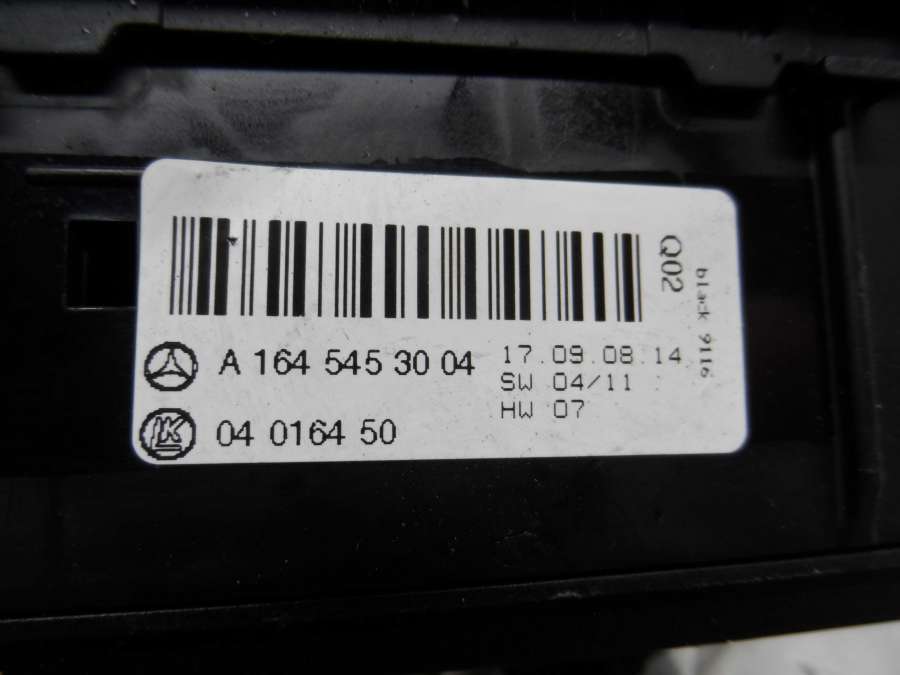 A 164 545 30 04
17.09.08.14
SW 04/11
HW 07
LK
04 0164 50
Q02
black 9116